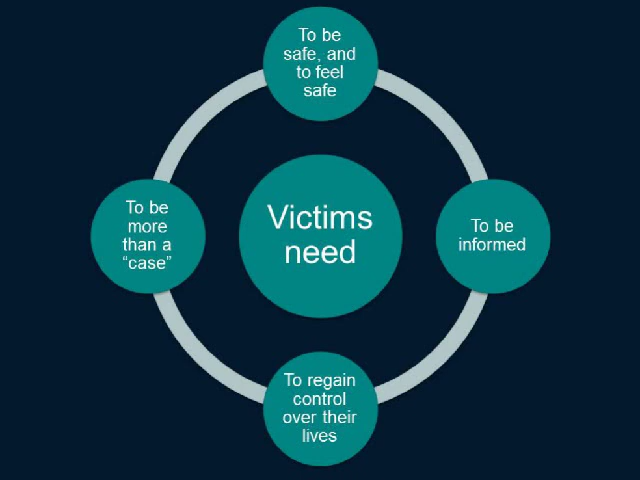 To be
safe, and
to feel
safe
To be
more
than a
“case”
Victims
need
To be
informed
To regain
control
over their
lives